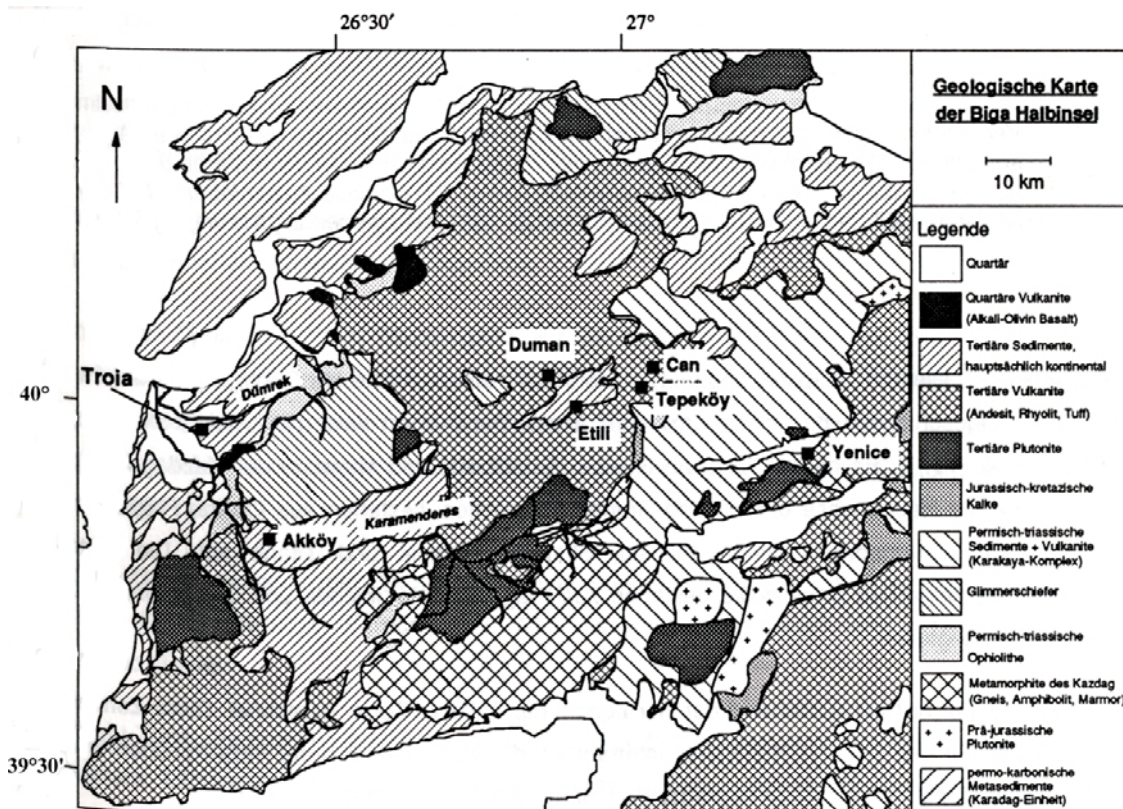 26°30′
27°
N
Geologische Karte
der Biga Halbinsel
10 km
Legende
Quartär
Quartäre Vulkanite
(Alkali-Olivin Basalt)
Tertiäre Sedimente,
hauptsächlich kontinental
Tertiäre Vulkanite
(Andesit, Rhyolit, Tuff)
Tertiäre Plutonite
Jurassisch-kretazische
Kalke
Permisch-triassische
Sedimente + Vulkanite
(Karakaya-Komplex)
Glimmerschiefer
Permisch-triassische
Ophiolithe
Metamorphite des Kazdag
(Gneis, Amphibolit, Marmor)
Prä-jurassische
Plutonite
permo-karbonische
Metasedimente
(Karadag-Einheit)
Duman
Can
Troia
Dümrek
40°
Tepeköy
Etili
Yenice
Karamenderes
Akköy
39°30′